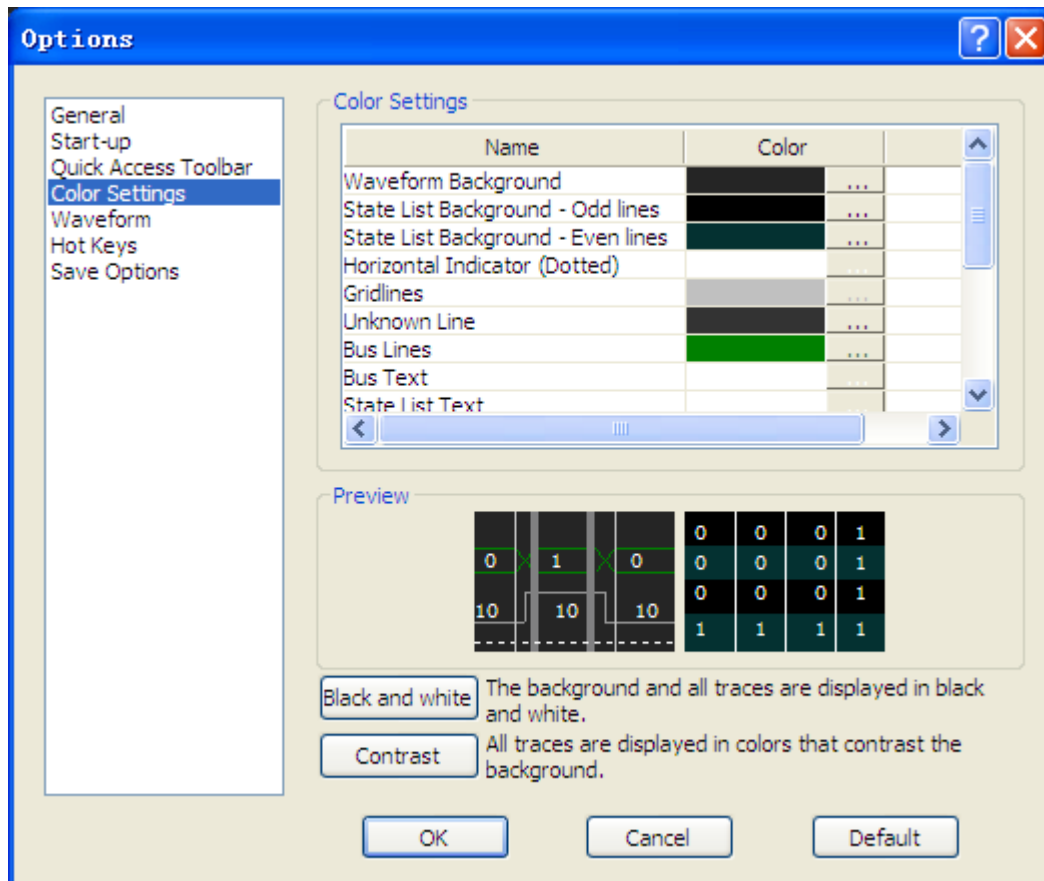 Options
General
Start-up
Quick Access Toolbar
Color Settings
Waveform
Hot Keys
Save Options
Color Settings
Name Color
Waveform Background ...
State List Background - Odd lines ...
State List Background - Even lines ...
Horizontal Indicator (Dotted) ...
Gridlines ...
Unknown Line ...
Bus Lines ...
Bus Text ...
State List Text ...
Preview
0 1 0
10 10 10
0 0 0 1
0 0 0 1
0 0 0 1
1 1 1 1
Black and white
The background and all traces are displayed in black
and white.
Contrast
All traces are displayed in colors that contrast the
background.
OK Cancel Default